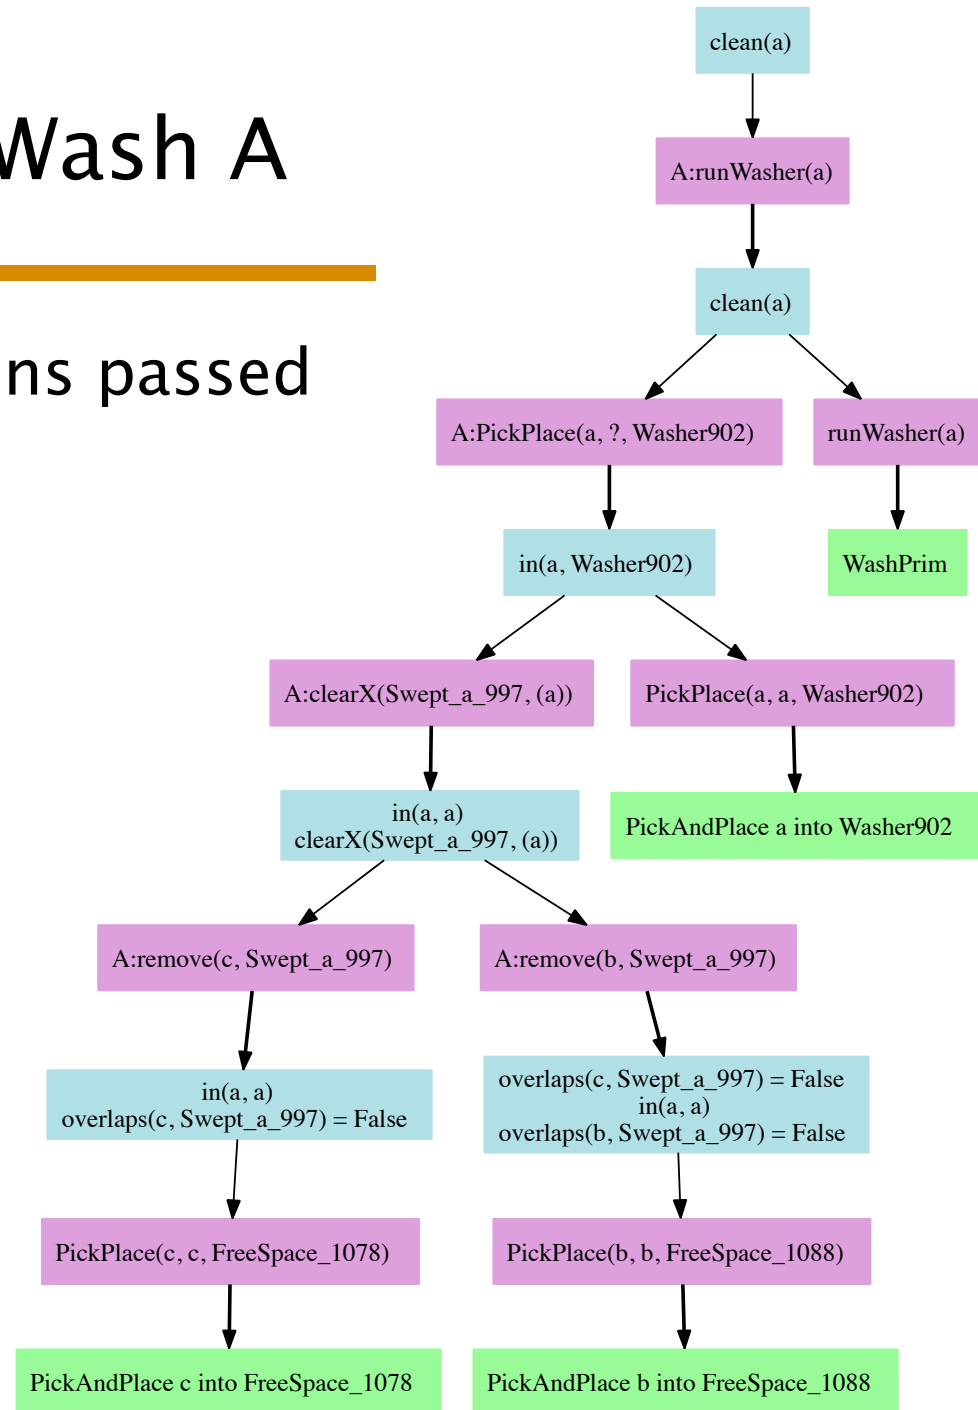 clean(a)
Wash A
A:runWasher(a)
clean(a)
ns passed
A:PickPlace(a, ?, Washer902)
runWasher(a)
in(a, Washer902)
WashPrim
A:clearX(Swept_a_997, (a))
PickPlace(a, a, Washer902)
in(a, a)
clearX(Swept_a_997, (a))
PickAndPlace a into Washer902
A:remove(c, Swept_a_997)
A:remove(b, Swept_a_997)
in(a, a)
overlaps(c, Swept_a_997) = False
overlaps(c, Swept_a_997) = False
in(a, a)
overlaps(b, Swept_a_997) = False
PickPlace(c, c, FreeSpace_1078)
PickPlace(b, b, FreeSpace_1088)
PickAndPlace c into FreeSpace_1078
PickAndPlace b into FreeSpace_1088